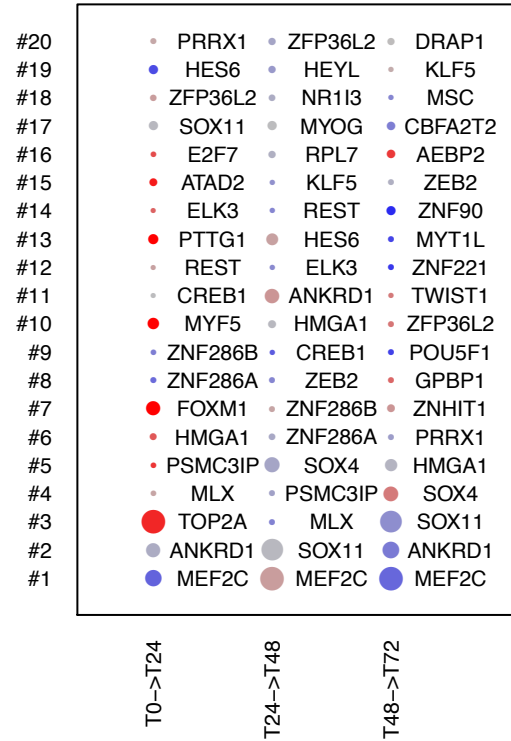 #20 PRRX1 ZFP36L2 DRAP1
#19 HES6 HEYL KLF5
#18 ZFP36L2 NR1I3 MSC
#17 SOX11 MYOG CBFA2T2
#16 E2F7 RPL7 AEBP2
#15 ATAD2 KLF5 ZEB2
#14 ELK3 REST ZNF90
#13 PTTG1 HES6 MYT1L
#12 REST ELK3 ZNF221
#11 CREB1 ANKRD1 TWIST1
#10 MYF5 HMGA1 ZFP36L2
#9 ZNF286B CREB1 POU5F1
#8 ZNF286A ZEB2 GPBP1
#7 FOXM1 ZNF286B ZNHIT1
#6 HMGA1 ZNF286A PRRX1
#5 PSMC3IP SOX4 HMGA1
#4 MLX PSMC3IP SOX4
#3 TOP2A MLX SOX11
#2 ANKRD1 SOX11 ANKRD1
#1 MEF2C MEF2C MEF2C
T0−>T24
T24−>T48
T48−>T72